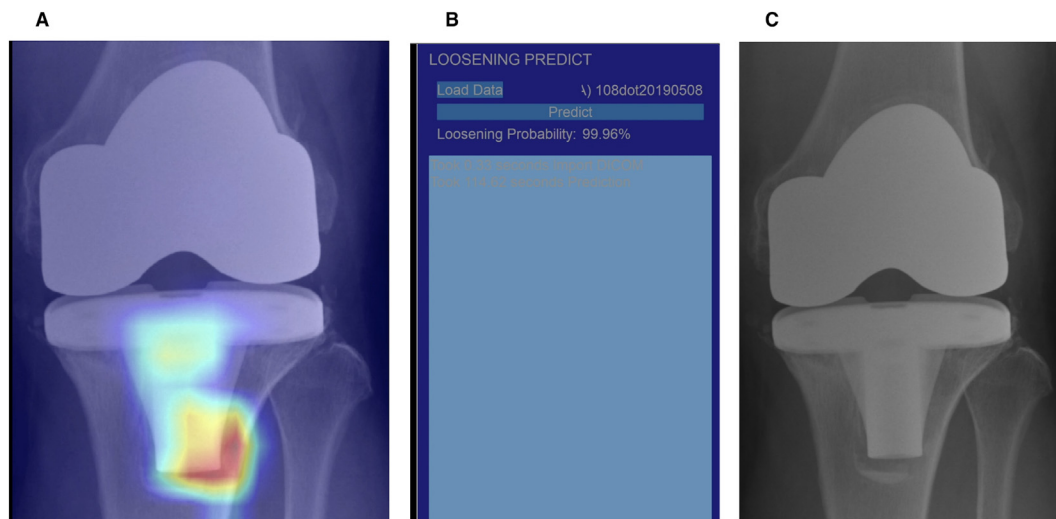 A
B
C
LOOSENING PREDICT
Load Data
\) 108dot20190508
Predict
Loosening Probability: 99.96%